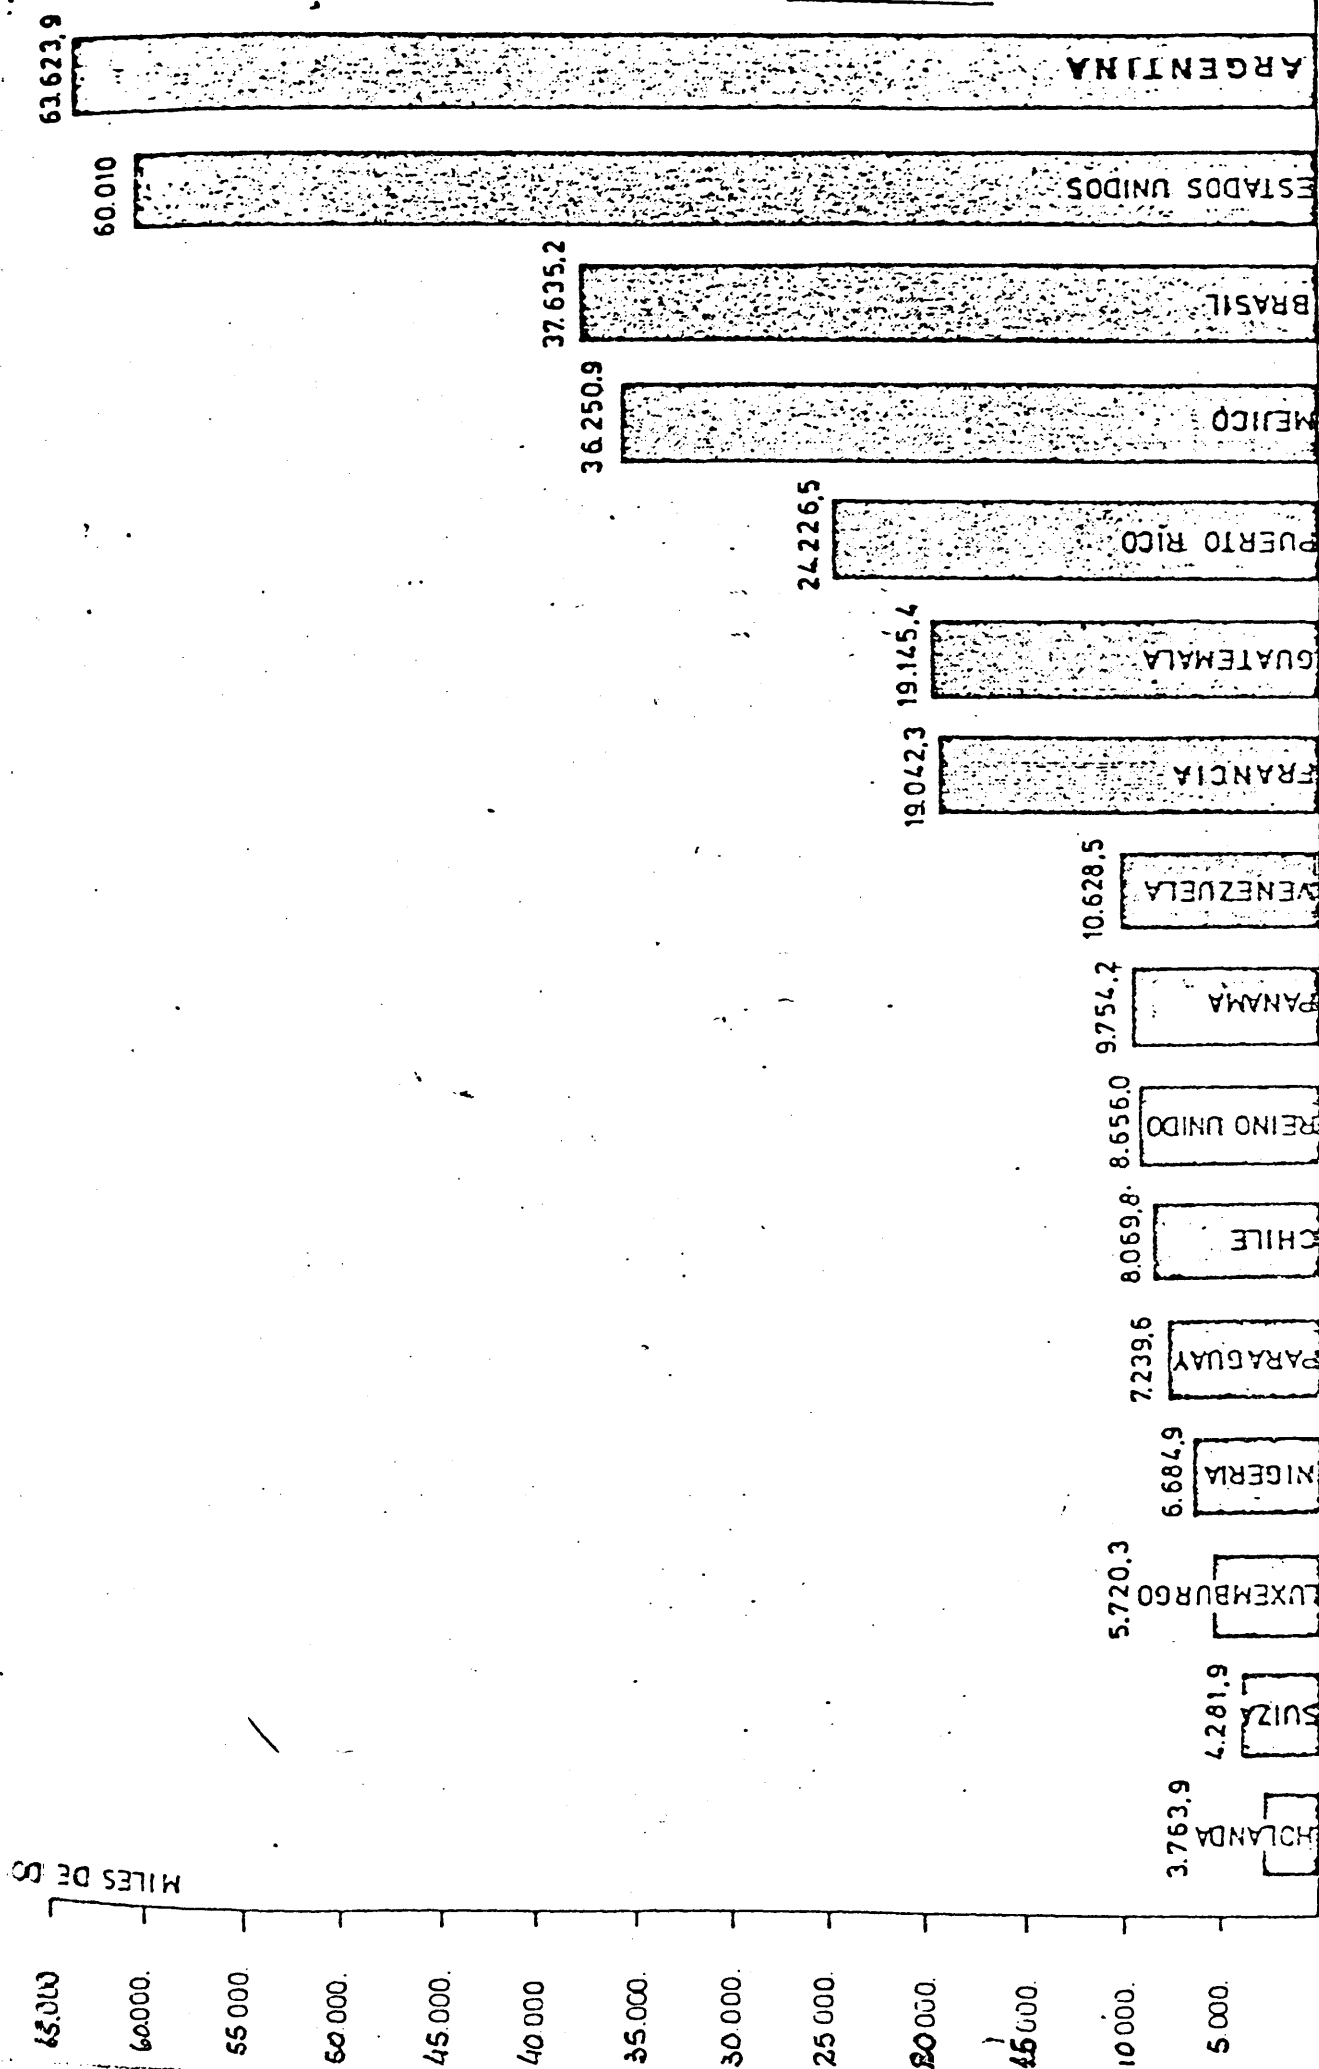 MILES DE $
65.000
60.000.
55 000.
50.000.
45.000.
40 000
35.000.
30.000.
25 000.
20 000.
15 000.
10 000.
5 000.
63.623,9
ARGENTINA
60.010
ESTADOS UNIDOS
37.635,2
BRASIL
36.250,9
MEJICO
24.226,5
PUERTO RICO
19.145,4
GUATEMALA
19.042,3
FRANCIA
10.628,5
VENEZUELA
9.754,2
PANAMA
8.656,0
REINO UNIDO
8.069,8
CHILE
7.239,6
PARAGUAY
6.684,9
NIGERIA
5.720,3
LUXEMBURGO
4.281,9
SUIZA
3.763,9
HOLANDA